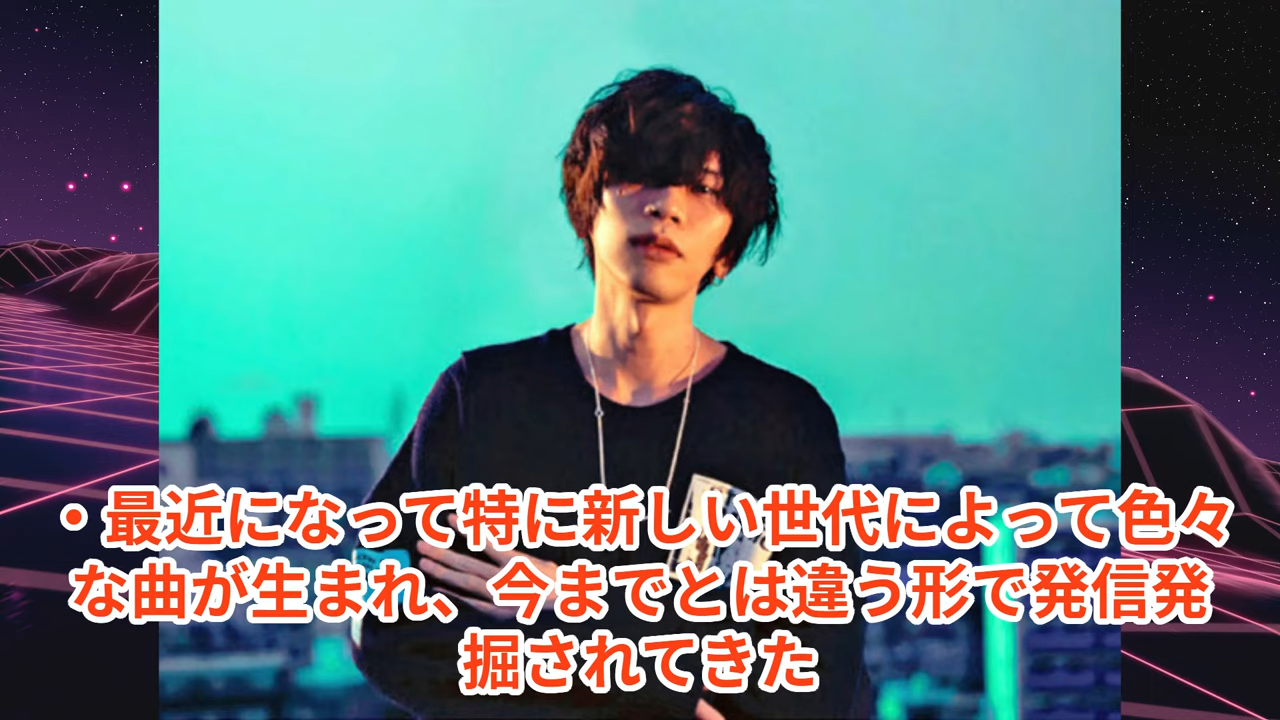 ・最近になって特に新しい世代によって色々
な曲が生まれ、今までとは違う形で発信発
掘されてきた